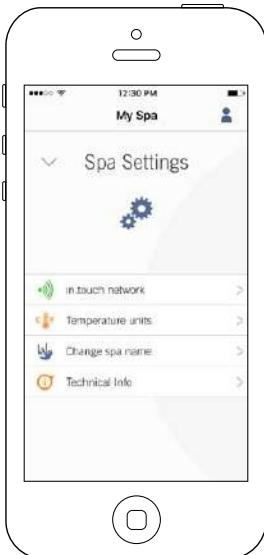 12:30 PM
My Spa
Spa Settings
in.touch network
Temperature units
Change spa name
Technical Info